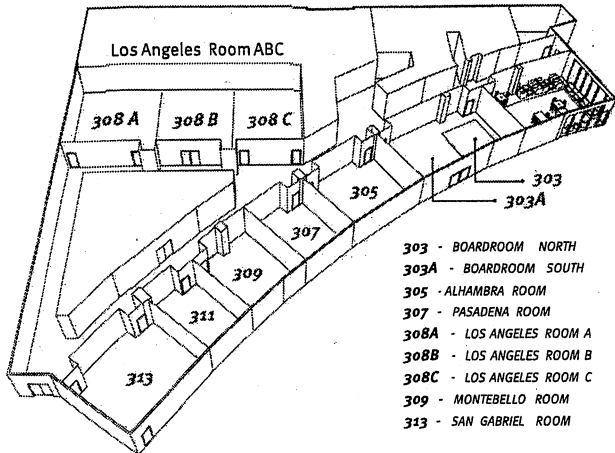 Los Angeles Room ABC
308 A 308 B 308 C
303
305
303A
307
309
311
313
303 - BOARDROOM NORTH
303A - BOARDROOM SOUTH
305 - ALHAMBRA ROOM
307 - PASADENA ROOM
308A - LOS ANGELES ROOM A
308B - LOS ANGELES ROOM B
308C - LOS ANGELES ROOM C
309 - MONTEBELLO ROOM
313 - SAN GABRIEL ROOM